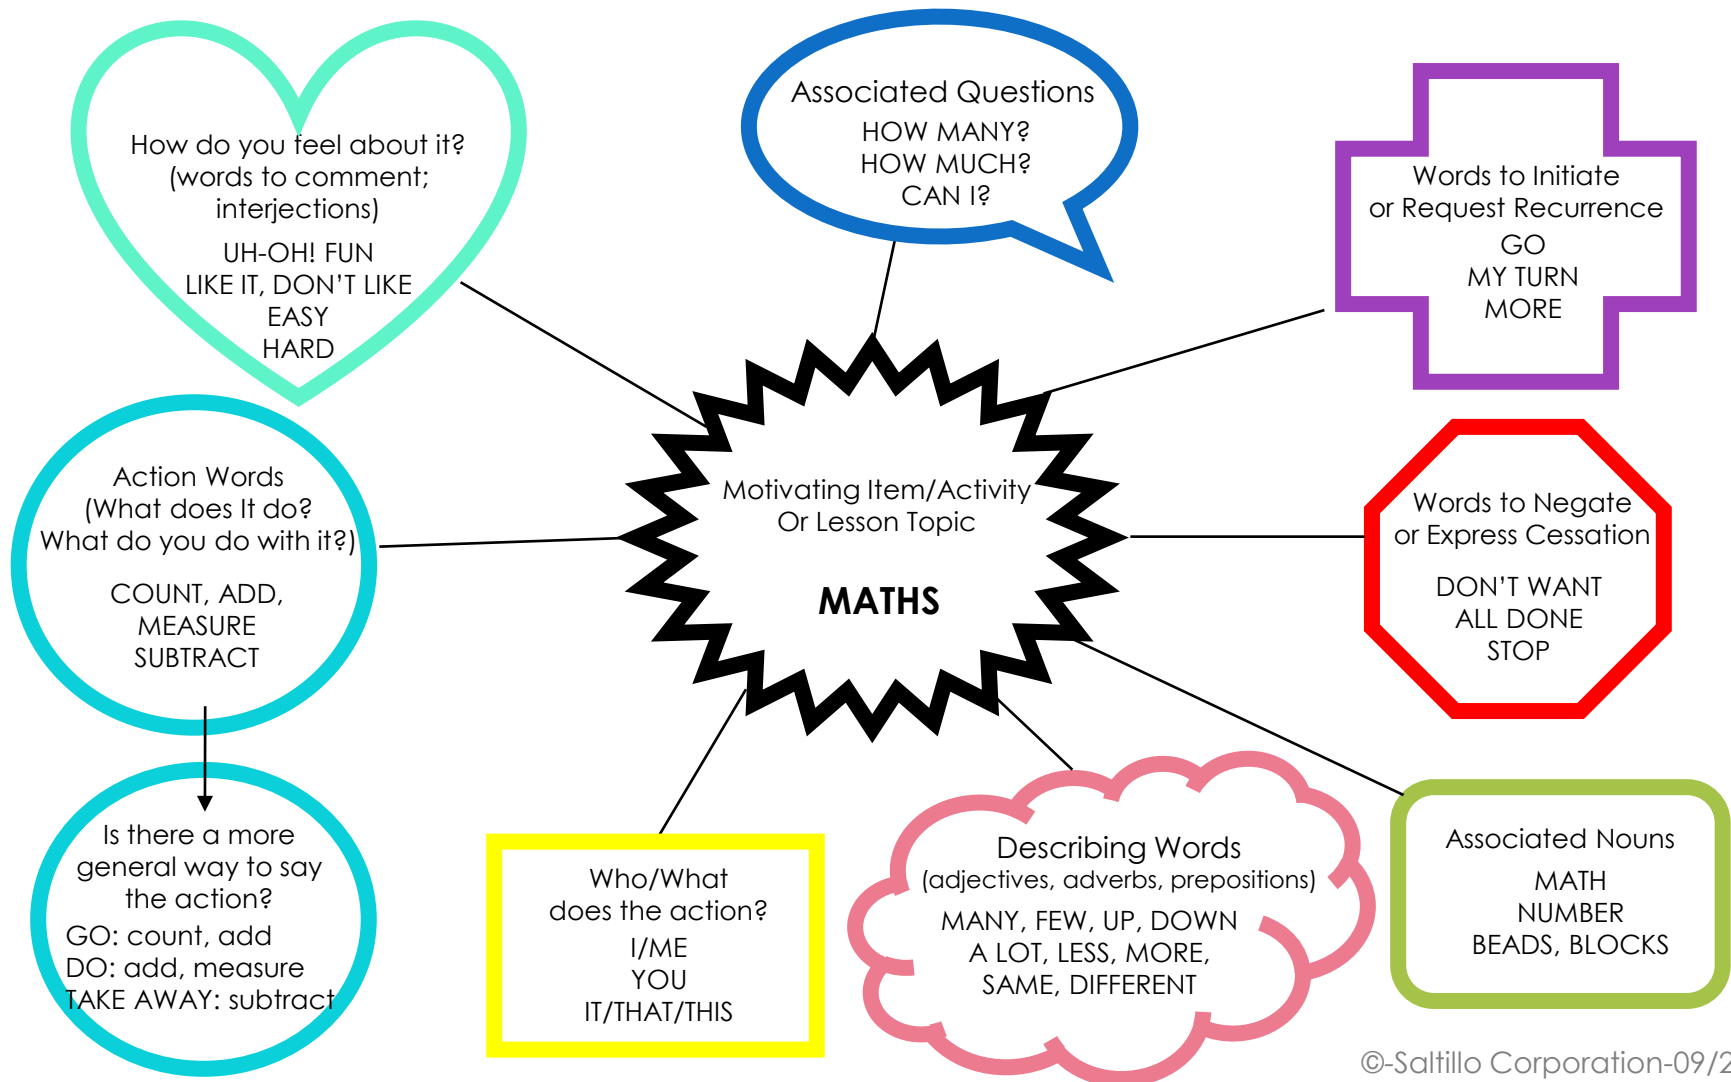 How do you feel about it?
(words to comment;
interjections)
UH-OH! FUN
LIKE IT, DON'T LIKE
EASY
HARD
Associated Questions
HOW MANY?
HOW MUCH?
CAN I?
Words to Initiate
or Request Recurrence
GO
MY TURN
MORE
Action Words
(What does It do?
What do you do with it?)
COUNT, ADD,
MEASURE
SUBTRACT
Motivating Item/Activity
Or Lesson Topic
MATHS
Words to Negate
or Express Cessation
DON'T WANT
ALL DONE
STOP
Is there a more
general way to say
the action?
GO: count, add
DO: add, measure
TAKE AWAY: subtract
Who/What
does the action?
I/ME
YOU
IT/THAT/THIS
Describing Words
(adjectives, adverbs, prepositions)
MANY, FEW, UP, DOWN
A LOT, LESS, MORE,
SAME, DIFFERENT
Associated Nouns
MATH
NUMBER
BEADS, BLOCKS
©-Saltillo Corporation-09/2